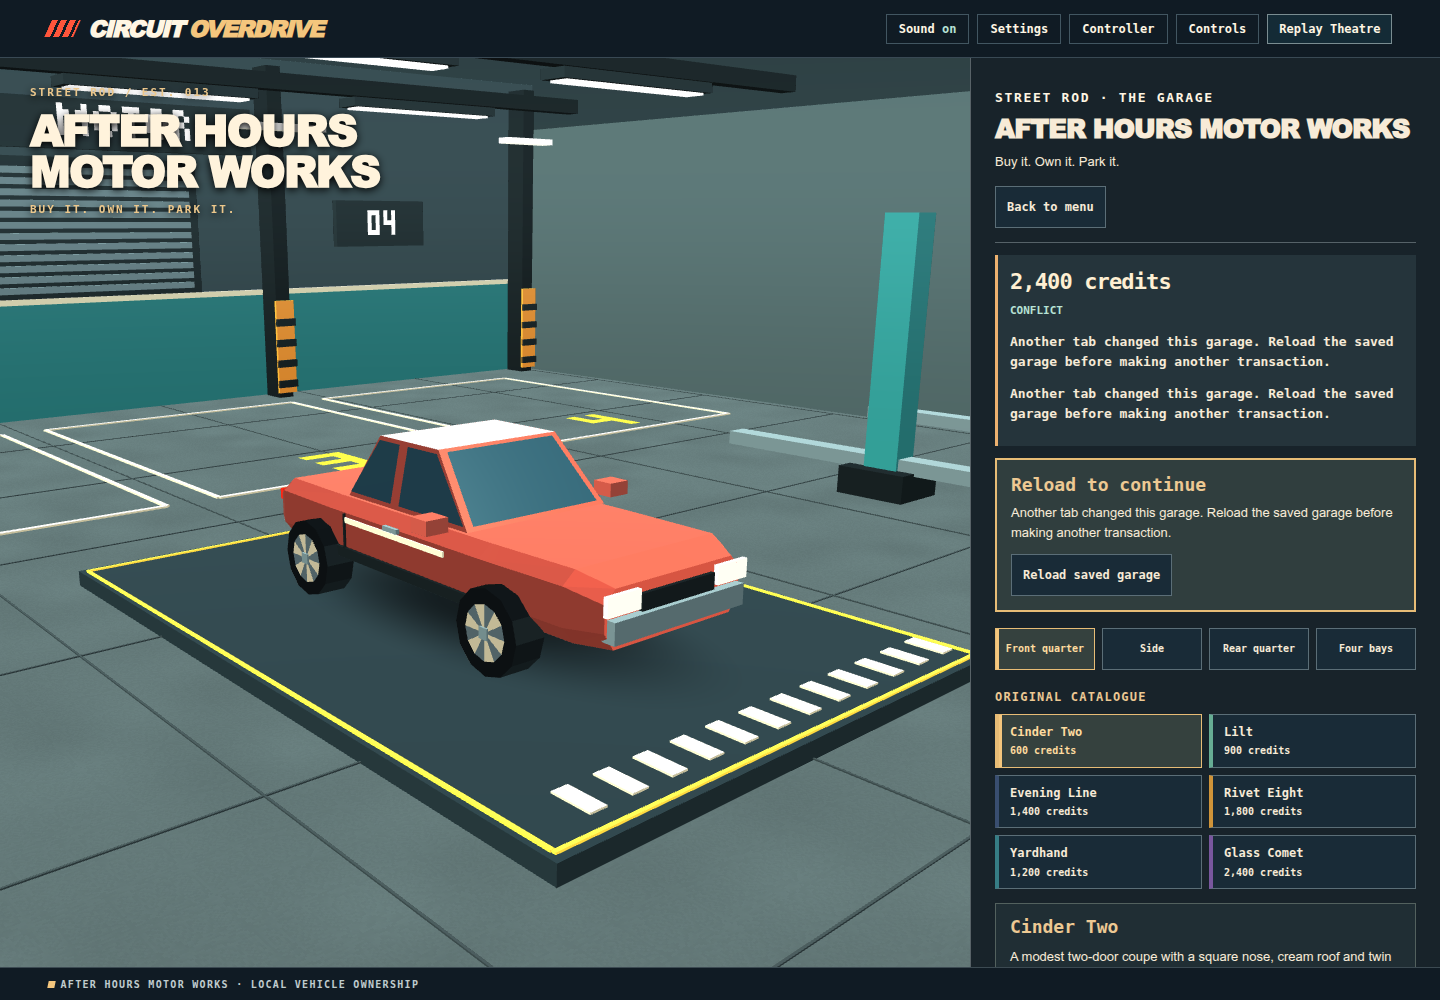 CIRCUIT OVERDRIVE
Sound on
Settings
Controller
Controls
Replay Theatre
STREET ROD / EST. 013
AFTER HOURS
MOTOR WORKS
BUY IT. OWN IT. PARK IT.
04
STREET ROD · THE GARAGE
AFTER HOURS MOTOR WORKS
Buy it. Own it. Park it.
Back to menu
2,400 credits
CONFLICT
Another tab changed this garage. Reload the saved
garage before making another transaction.
Another tab changed this garage. Reload the saved
garage before making another transaction.
Reload to continue
Another tab changed this garage. Reload the saved garage before
making another transaction.
Reload saved garage
Front quarter
Side
Rear quarter
Four bays
ORIGINAL CATALOGUE
Cinder Two
600 credits
Lilt
900 credits
Evening Line
1,400 credits
Rivet Eight
1,800 credits
Yardhand
1,200 credits
Glass Comet
2,400 credits
Cinder Two
A modest two-door coupe with a square nose, cream roof and twin
AFTER HOURS MOTOR WORKS · LOCAL VEHICLE OWNERSHIP